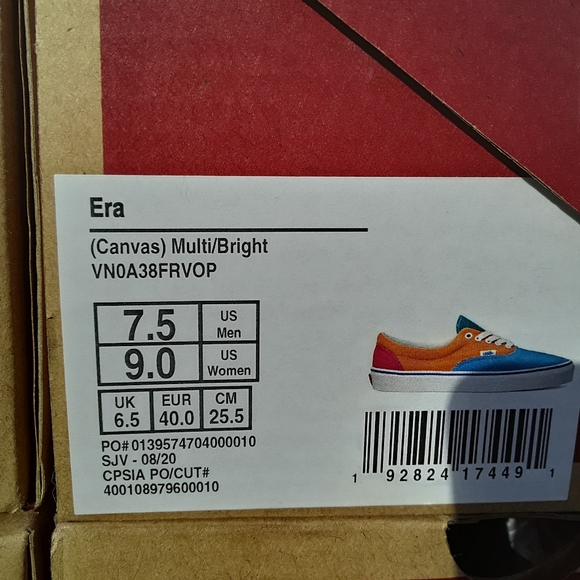 Era
(Canvas) Multi/Bright
VN0A38FRVOP
7.5 US Men
9.0 US Women
UK 6.5 EUR 40.0 CM 25.5
PO# 0139574704000010
SJV - 08/20
CPSIA PO/CUT#
400108979600010
1 92824 17449 1